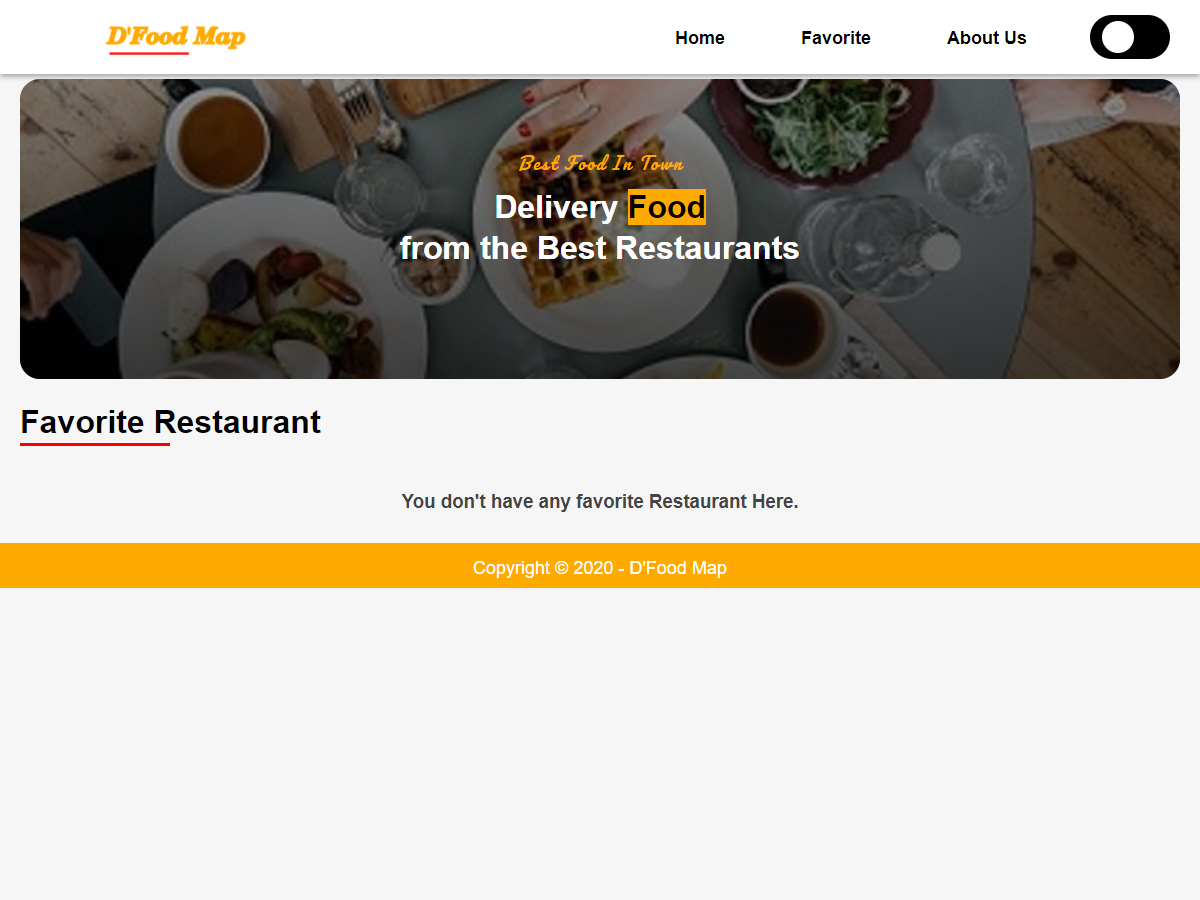 D'Food Map
Home
Favorite
About Us
Best Food In Town
Delivery Food
from the Best Restaurants
Favorite Restaurant
You don't have any favorite Restaurant Here.
Copyright © 2020 - D'Food Map